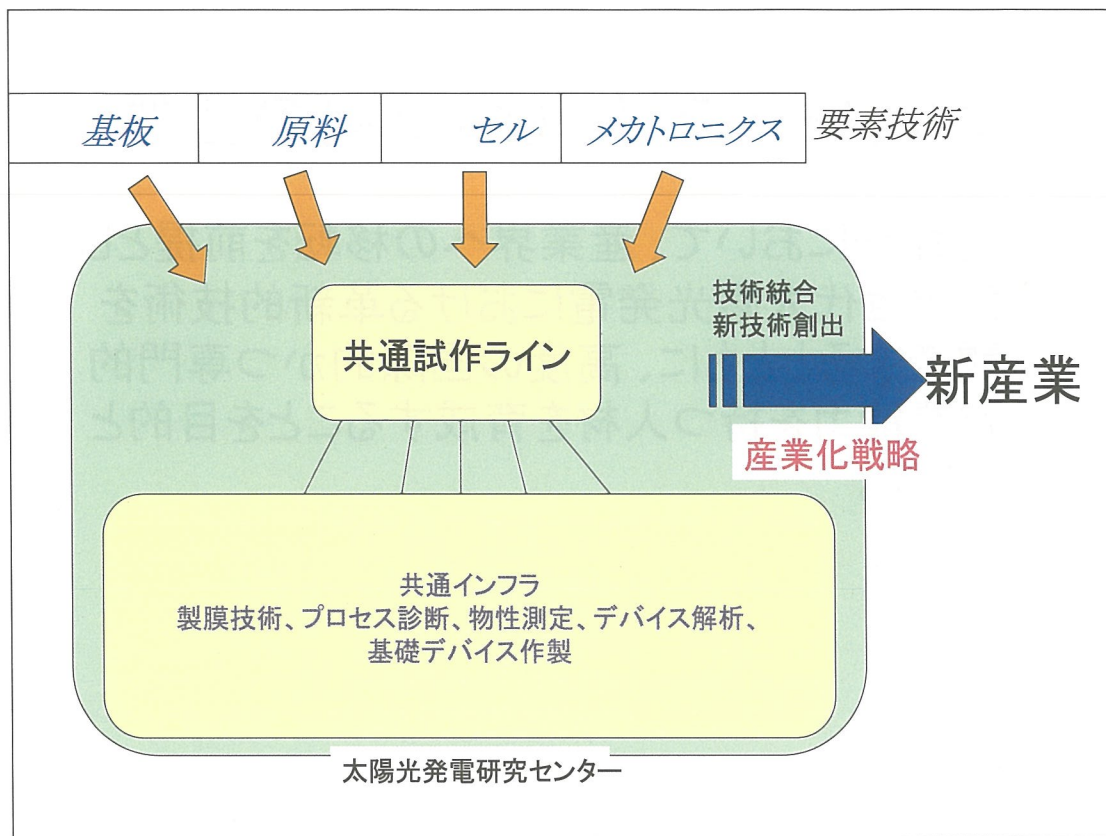 基板 原料 セル メカトロニクス 要素技術
技術統合
新技術創出
共通試作ライン
新産業
産業化戦略
共通インフラ
製膜技術、プロセス診断、物性測定、デバイス解析、
基礎デバイス作製
太陽光発電研究センター